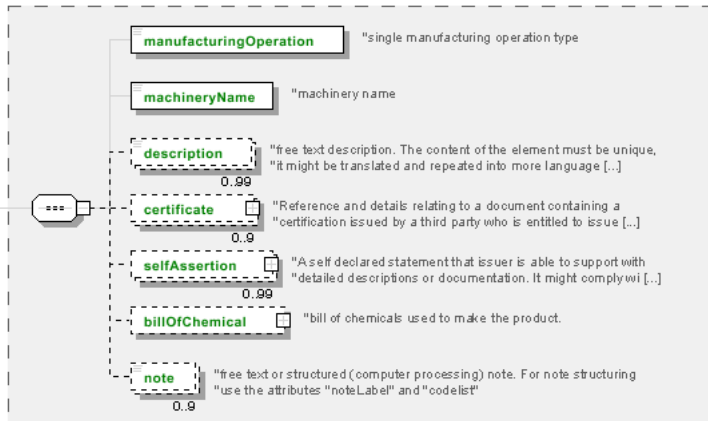 manufacturingOperation
"single manufacturing operation type
machineryName
"machinery name
description
"free text description. The content of the element must be unique,
"it might be translated and repeated into more language [...]
0..99
certificate
"Reference and details relating to a document containing a
"certification issued by a third party who is entitled to issue [...]
0..9
selfAssertion
"A self declared statement that issuer is able to support with
"detailed descriptions or documentation. It might comply wi [...]
0..99
billOfChemical
"bill of chemicals used to make the product.
note
"free text or structured (computer processing) note. For note structuring
"use the attributes "noteLabel" and "codelist"
0..9